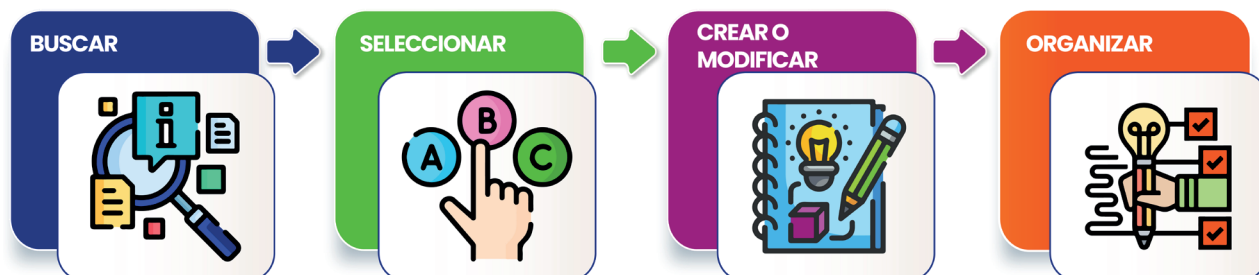 BUSCAR
SELECCIONAR
CREAR O
MODIFICAR
ORGANIZAR
i
A
B
C